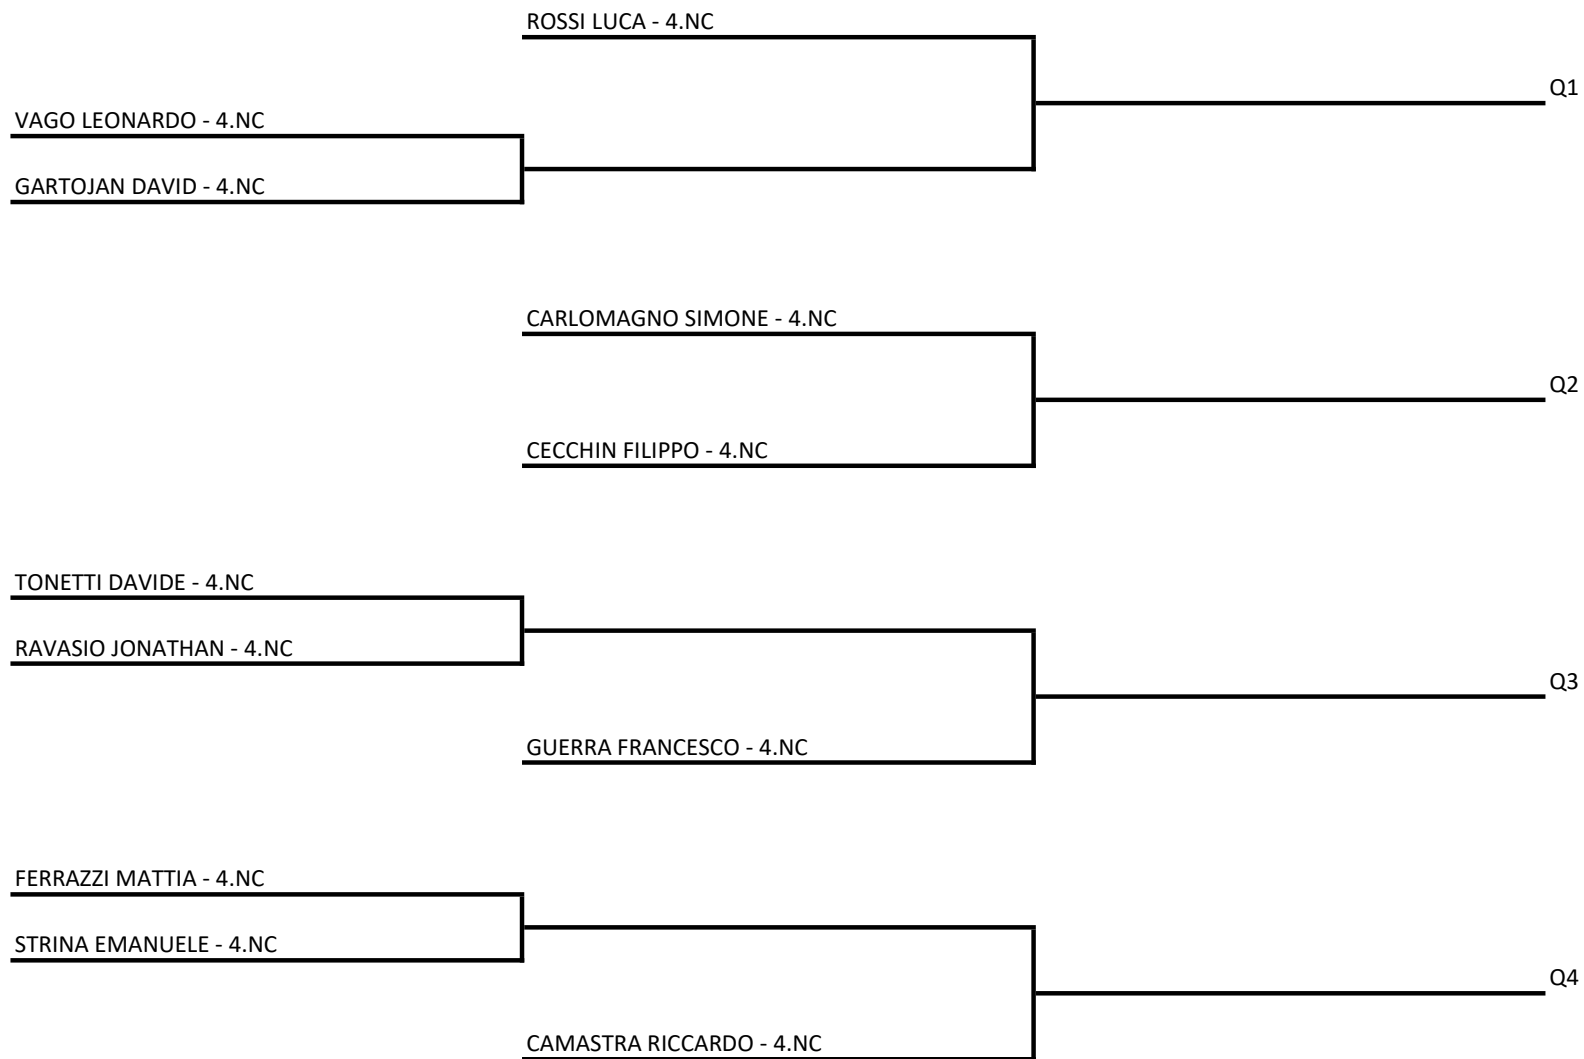 ROSSI LUCA - 4.NC
Q1
VAGO LEONARDO - 4.NC
GARTOJAN DAVID - 4.NC
CARLOMAGNO SIMONE - 4.NC
Q2
CECCHIN FILIPPO - 4.NC
TONETTI DAVIDE - 4.NC
RAVASIO JONATHAN - 4.NC
Q3
GUERRA FRANCESCO - 4.NC
FERRAZZI MATTIA - 4.NC
STRINA EMANUELE - 4.NC
Q4
CAMASTRA RICCARDO - 4.NC